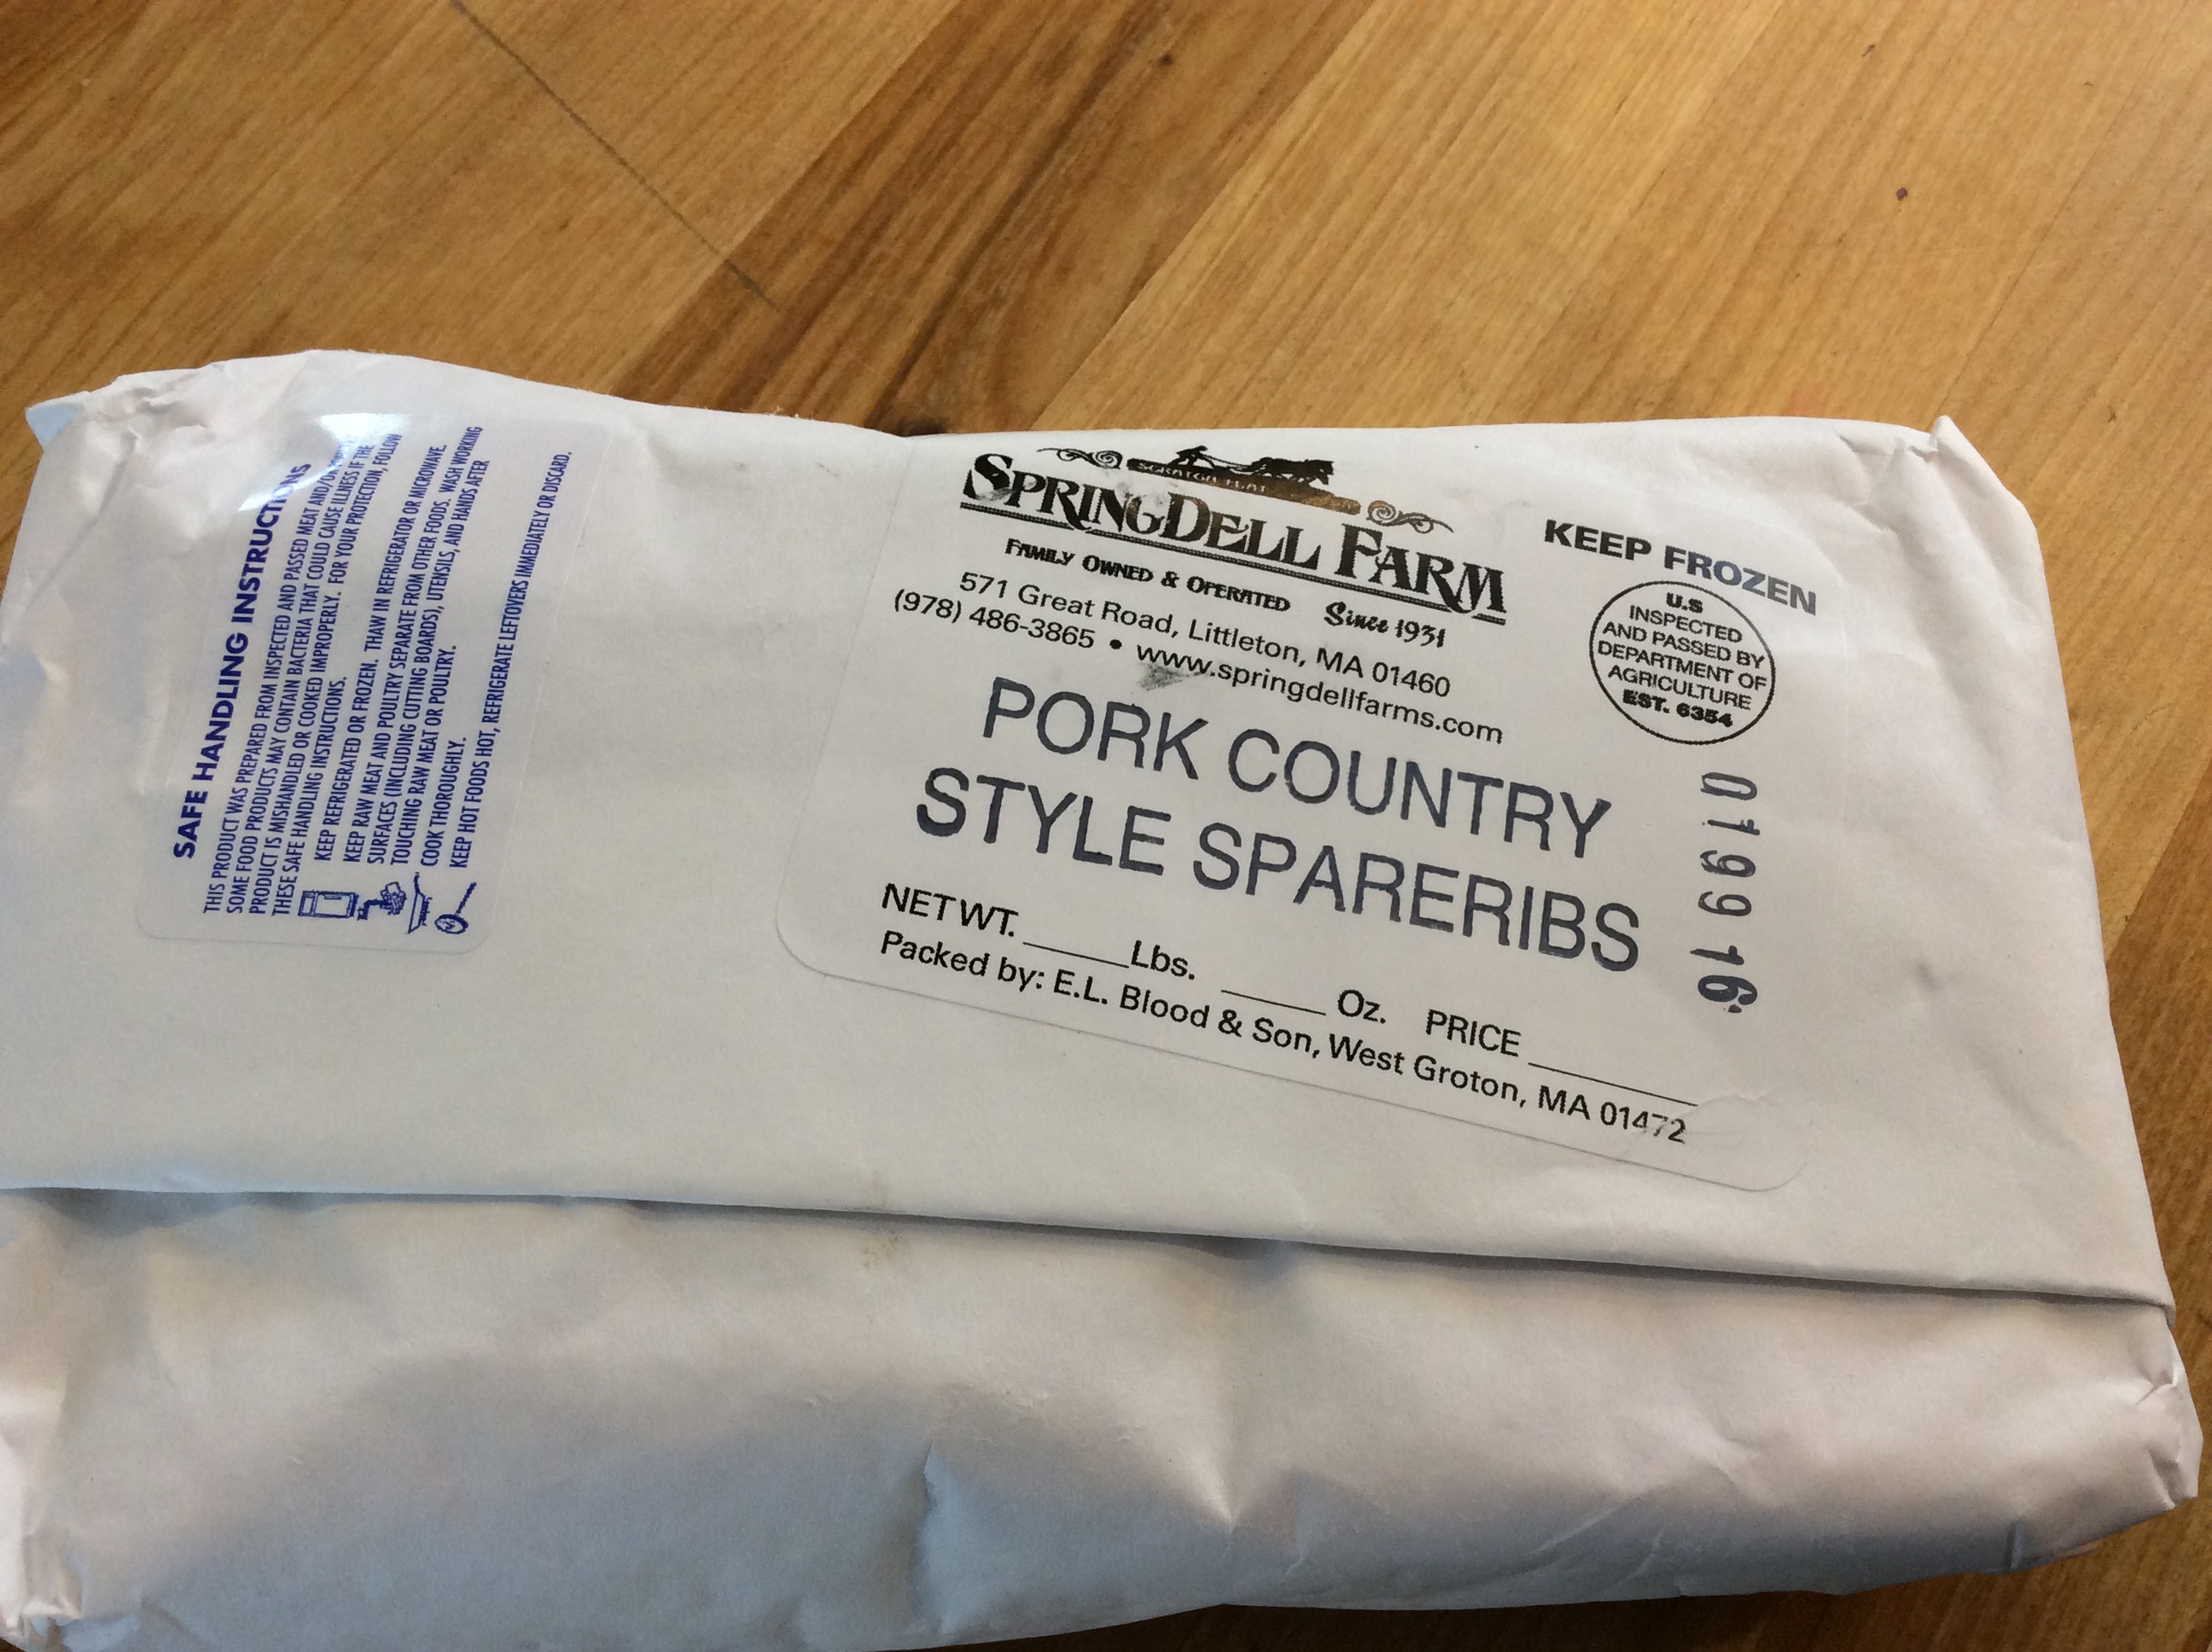 SAFE HANDLING INSTRUCTIONS
THIS PRODUCT WAS PREPARED FROM INSPECTED AND PASSED MEAT AND/OR
SOME FOOD PRODUCTS MAY CONTAIN BACTERIA THAT COULD CAUSE ILLNESS IF THE
PRODUCT IS MISHANDLED OR COOKED IMPROPERLY. FOR YOUR PROTECTION, FOLLOW
THESE SAFE HANDLING INSTRUCTIONS.
KEEP REFRIGERATED OR FROZEN. THAW IN REFRIGERATOR OR MICROWAVE
KEEP RAW MEAT AND POULTRY SEPARATE FROM OTHER FOODS. WASH WORKING
SURFACES (INCLUDING CUTTING BOARDS), UTENSILS, AND HANDS AFTER
TOUCHING RAW MEAT OR POULTRY.
COOK THOROUGHLY.
KEEP HOT FOODS HOT, REFRIGERATE LEFTOVERS IMMEDIATELY OR DISCARD.
SPRINGDELL FARM
FAMILY OWNED & OPERATED Since 1931
571 Great Road, Littleton, MA 01460
(978) 486-3865 • www.springdellfarms.com
PORK COUNTRY
STYLE SPARERIBS
NET WT. _____Lbs. _____ Oz. PRICE ________
Packed by: E.L. Blood & Son, West Groton, MA 01472
KEEP FROZEN
U.S
INSPECTED
AND PASSED BY
DEPARTMENT OF
AGRICULTURE
EST. 6354
0199 16